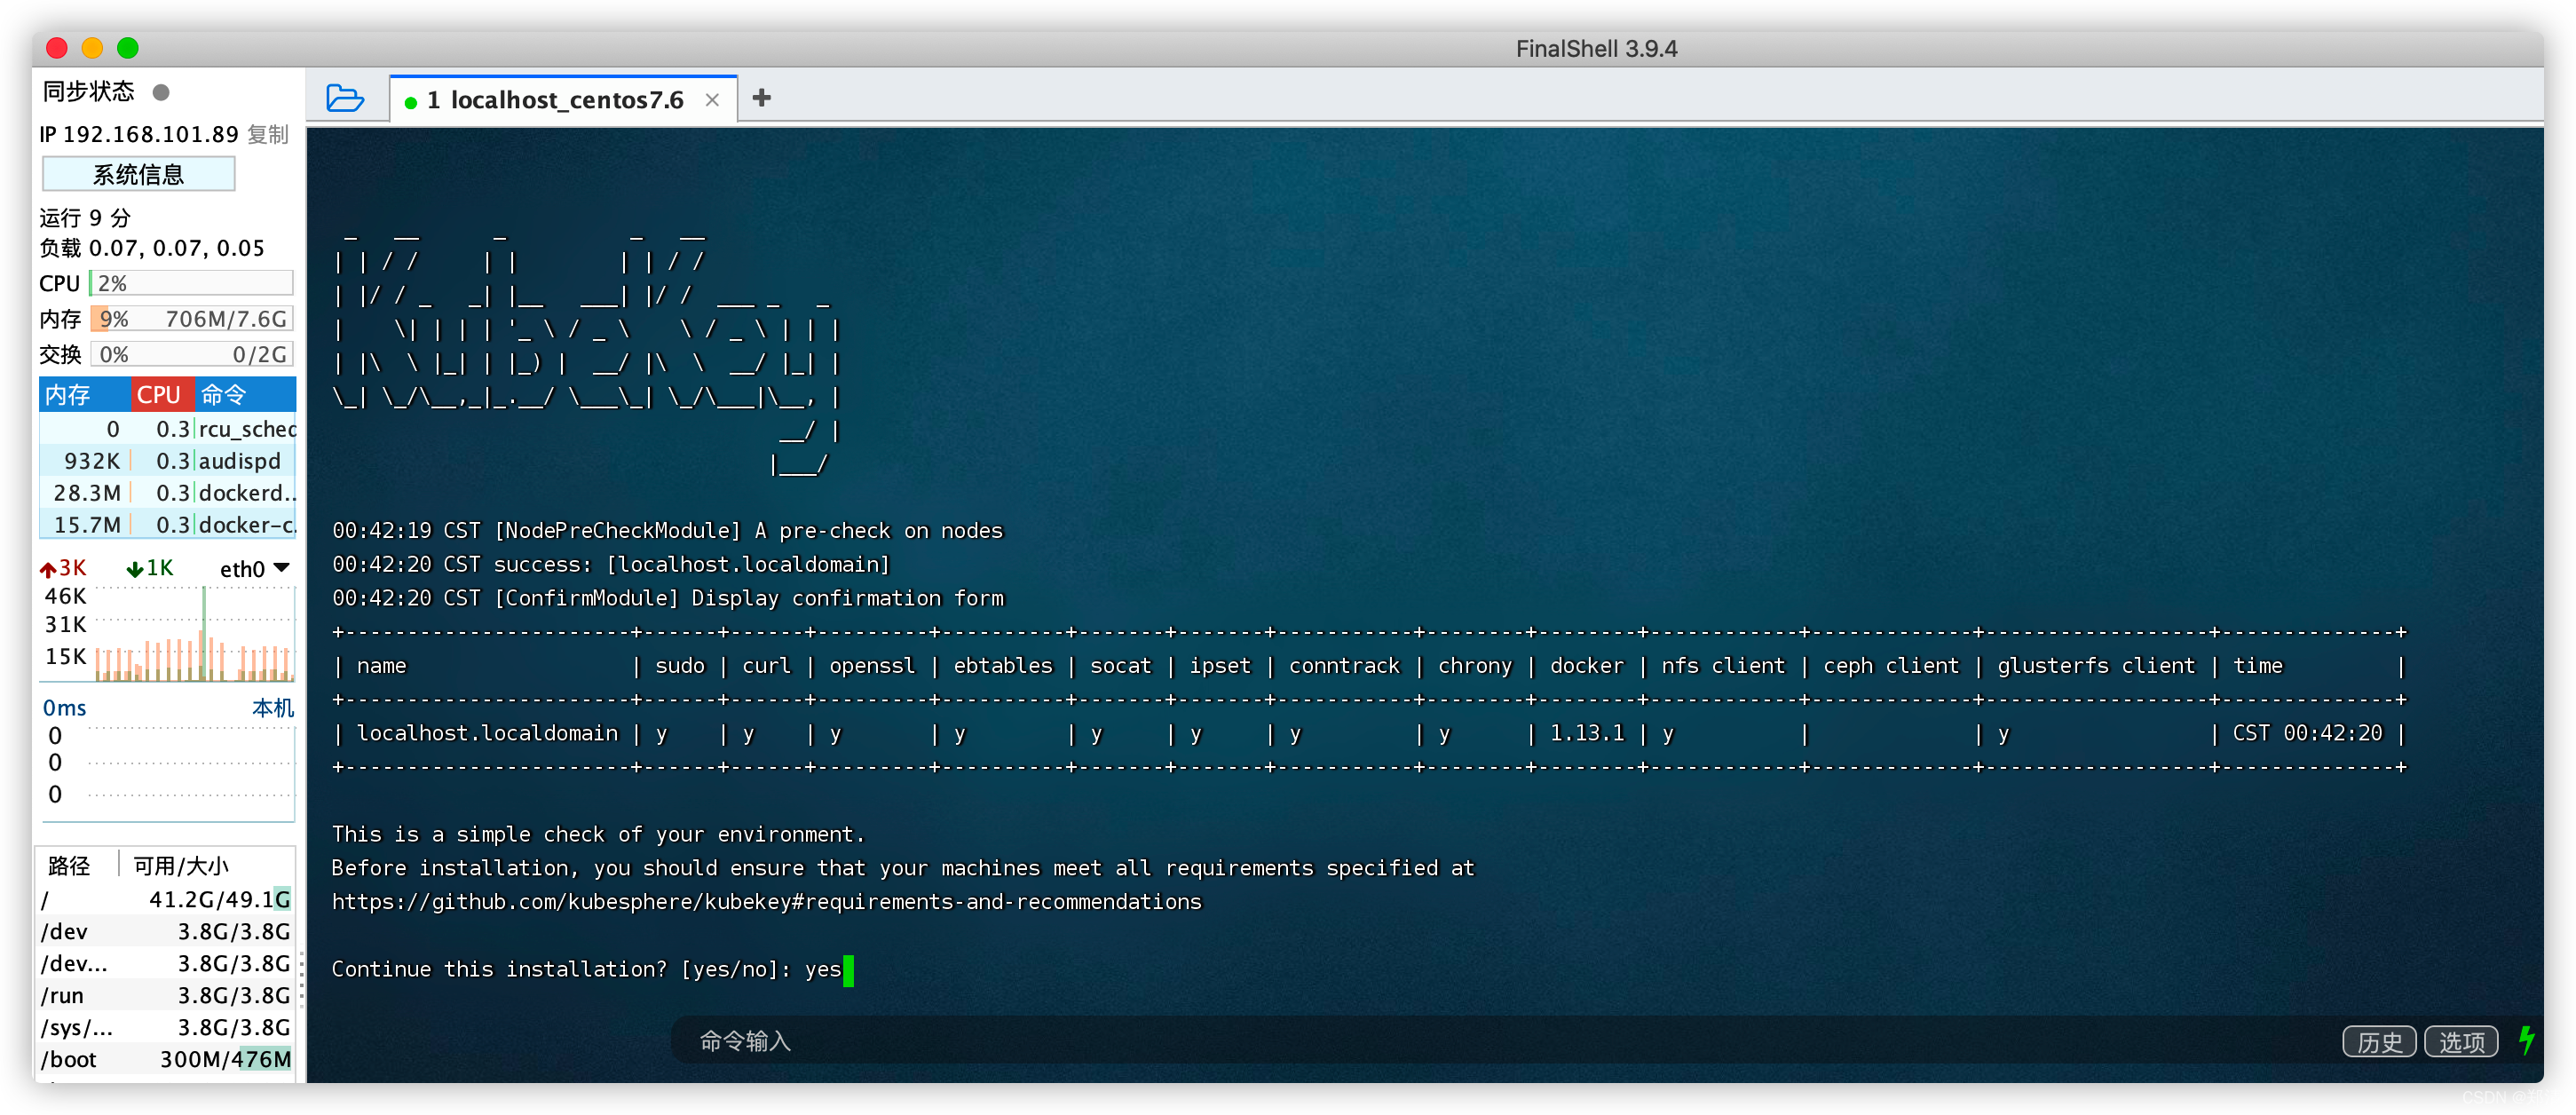 FinalShell 3.9.4
同步状态
IP 192.168.101.89 复制
系统信息
运行 9 分
负载 0.07, 0.07, 0.05
CPU 2%
内存 9% 706M/7.6G
交换 0% 0/2G
内存 CPU 命令
0 0.3 rcu_sched
932K 0.3 audispd
28.3M 0.3 dockerd..
15.7M 0.3 docker-c.
3K 1K eth0
46K
31K
15K
0ms 本机
0
0
0
路径 可用/大小
/ 41.2G/49.1G
/dev 3.8G/3.8G
/dev... 3.8G/3.8G
/run 3.8G/3.8G
/sys/... 3.8G/3.8G
/boot 300M/476M
1 localhost_centos7.6
 _   __      _          _   __
| | / /     | |        | | / /
| |/ / _   _| |__   ___| |/ /  ___ _   _
|    \| | | | '_ \ / _ \    \ / _ \ | | |
| |\  \ |_| | |_) |  __/ |\  \  __/ |_| |
\_| \_/\__,_|_.__/ \___\_| \_/\___|\__, |
                                    __/ |
                                   |___/
00:42:19 CST [NodePreCheckModule] A pre-check on nodes
00:42:20 CST success: [localhost.localdomain]
00:42:20 CST [ConfirmModule] Display confirmation form
+-----------------------+------+------+---------+----------+-------+-------+-----------+--------+--------+------------+-------------+------------------+--------------+
| name                  | sudo | curl | openssl | ebtables | socat | ipset | conntrack | chrony | docker | nfs client | ceph client | glusterfs client | time         |
+-----------------------+------+------+---------+----------+-------+-------+-----------+--------+--------+------------+-------------+------------------+--------------+
| localhost.localdomain | y    | y    | y       | y        | y     | y     | y         | y      | 1.13.1 | y          |             | y                | CST 00:42:20 |
+-----------------------+------+------+---------+----------+-------+-------+-----------+--------+--------+------------+-------------+------------------+--------------+
This is a simple check of your environment.
Before installation, you should ensure that your machines meet all requirements specified at
https://github.com/kubesphere/kubekey#requirements-and-recommendations
Continue this installation? [yes/no]: yes
命令输入
历史 选项
CSDN